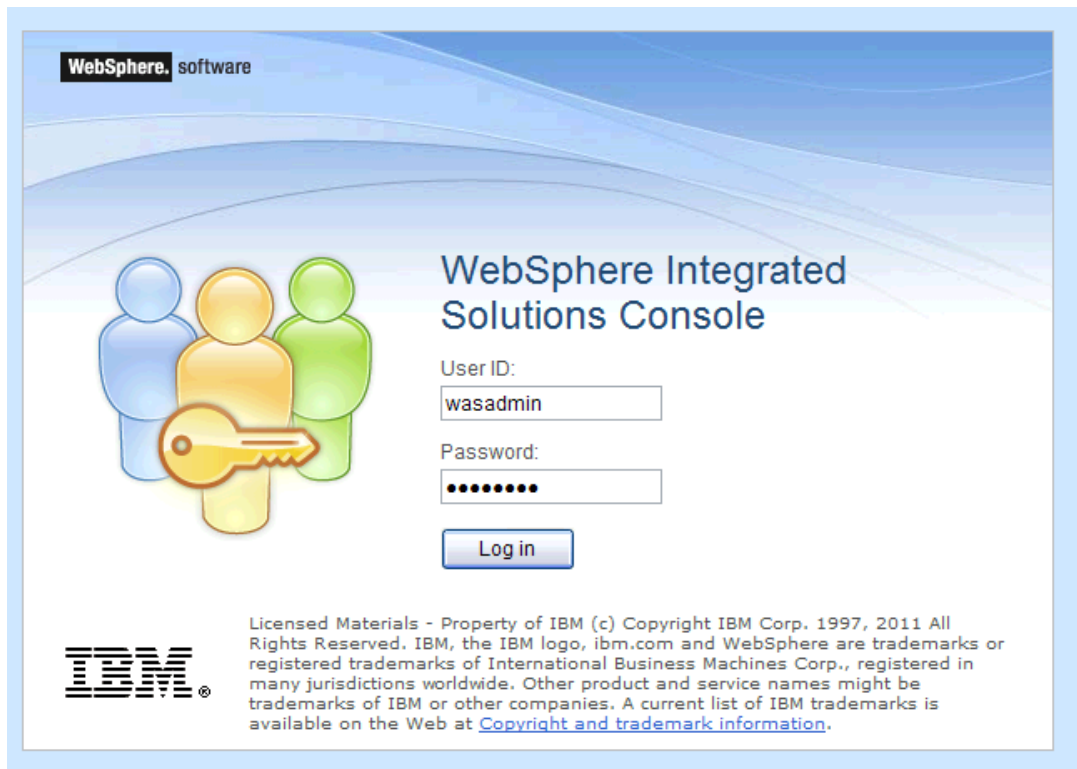 WebSphere. software
WebSphere Integrated
Solutions Console
User ID:
wasadmin
Password:
••••••••
Log in
Licensed Materials - Property of IBM (c) Copyright IBM Corp. 1997, 2011 All
Rights Reserved. IBM, the IBM logo, ibm.com and WebSphere are trademarks or
registered trademarks of International Business Machines Corp., registered in
many jurisdictions worldwide. Other product and service names might be
trademarks of IBM or other companies. A current list of IBM trademarks is
available on the Web at Copyright and trademark information.
IBM®